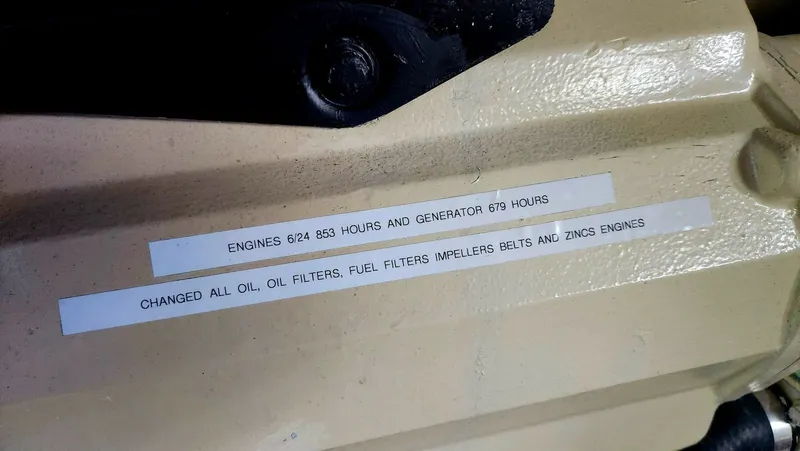 ENGINES 6/24 853 HOURS AND GENERATOR 679 HOURS
CHANGED ALL OIL, OIL FILTERS, FUEL FILTERS IMPELLERS BELTS AND ZINCS ENGINES